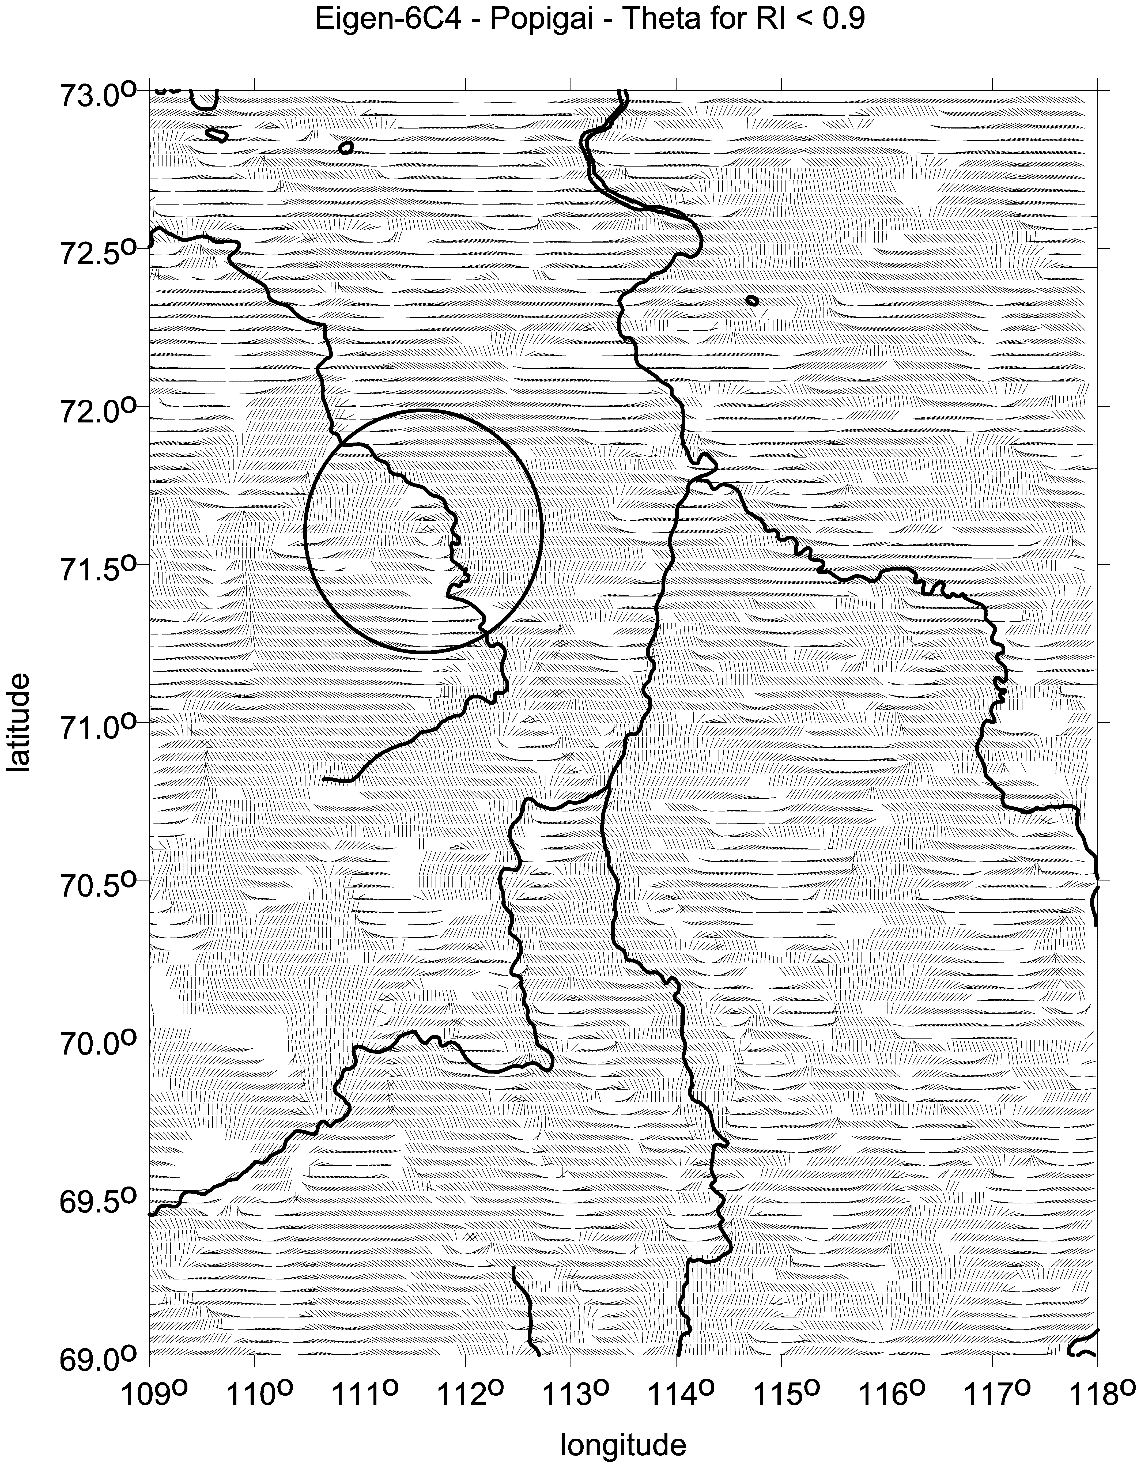 Eigen-6C4 - Popigai - Theta for RI < 0.9
73.0º
72.5º
72.0º
71.5º
71.0º
70.5º
70.0º
69.5º
69.0º
latitude
109º 110º 111º 112º 113º 114º 115º 116º 117º 118º
longitude